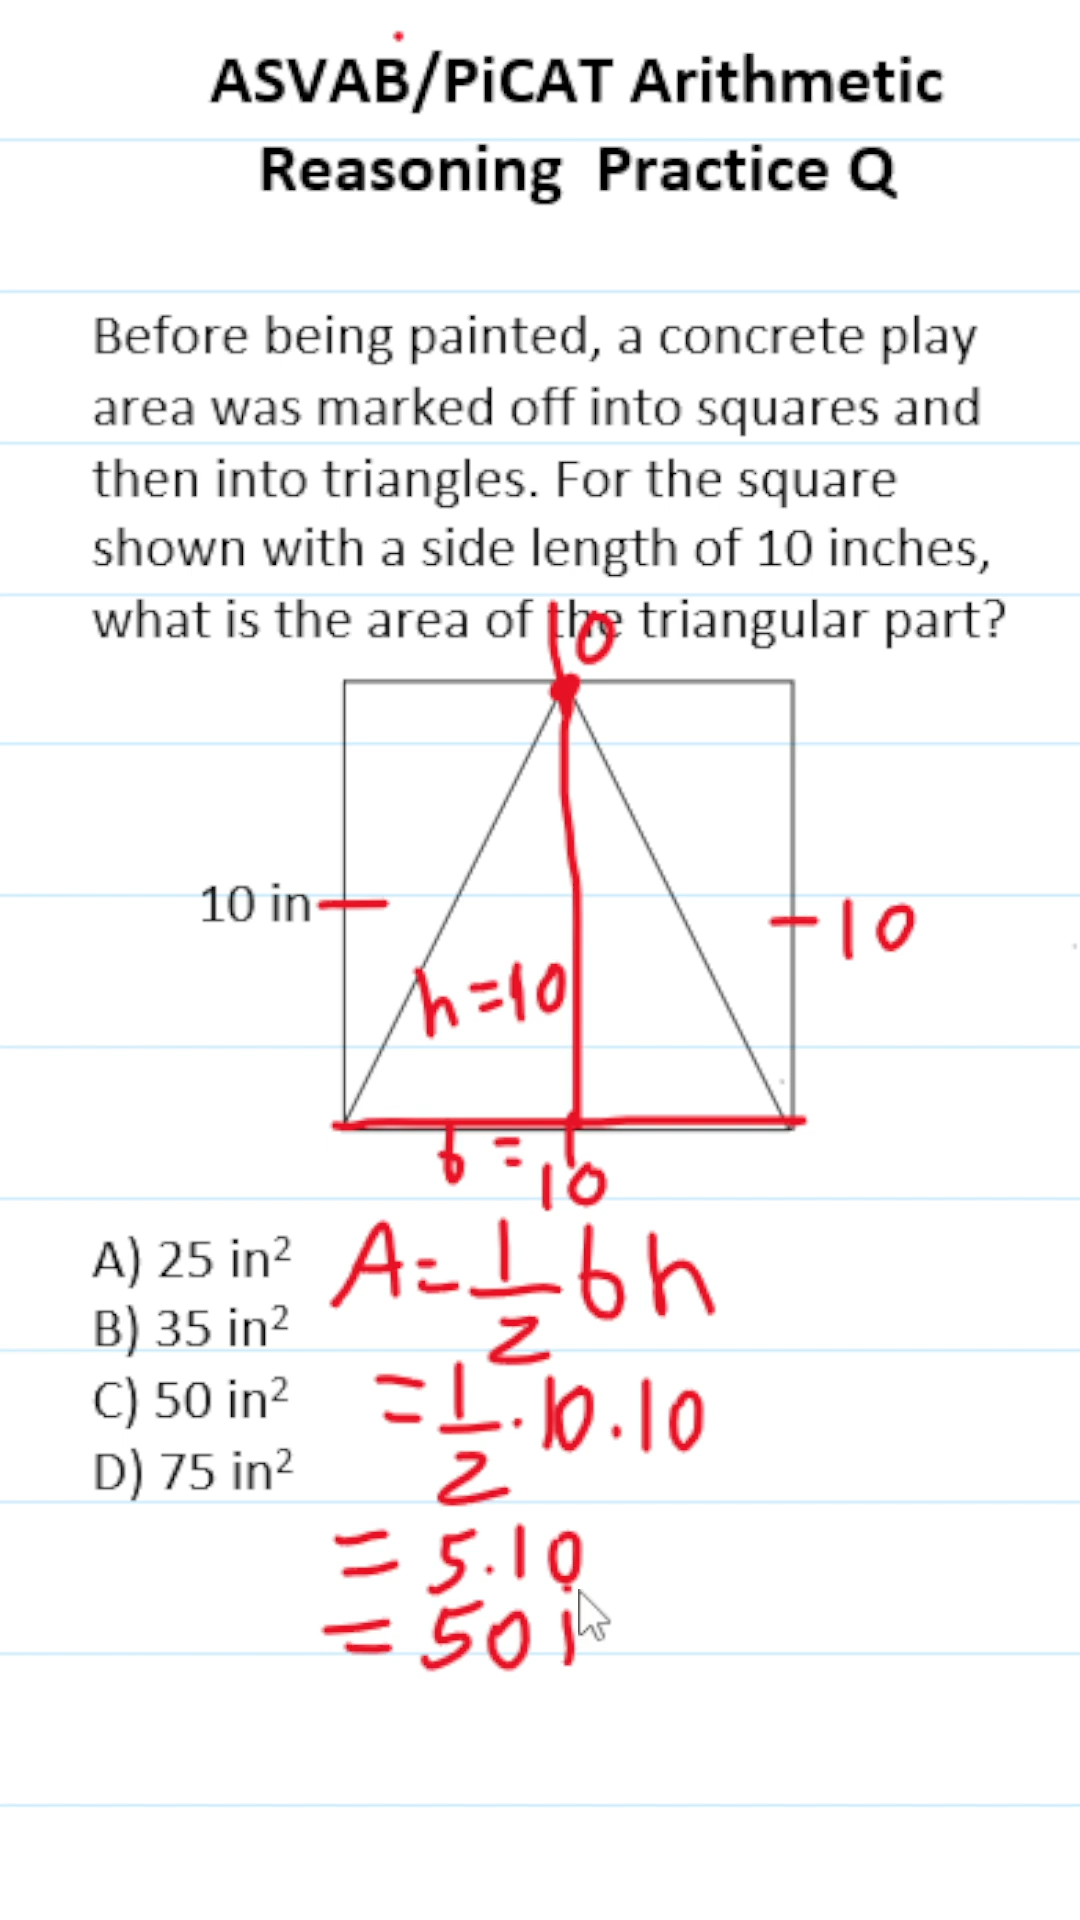 ASVAB/PiCAT Arithmetic
Reasoning Practice Q
Before being painted, a concrete play
area was marked off into squares and
then into triangles. For the square
shown with a side length of 10 inches,
what is the area of the triangular part?
10
10 in
-10
h=10
b=10
A) 25 in²
B) 35 in²
C) 50 in²
D) 75 in²
A=1/2bh
=1/2·10·10
=5·10
=50i